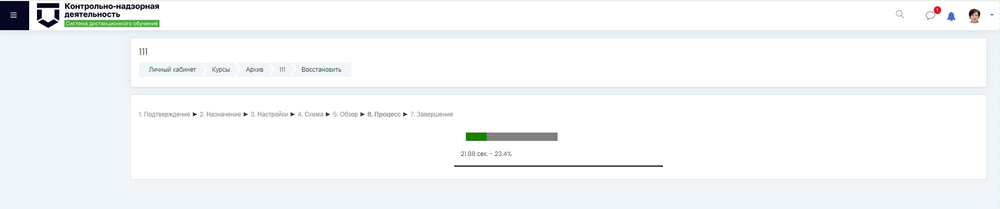 Контрольно-надзорная
деятельность
Система дистанционного обучения
1
111
Личный кабинет Курсы Архив 111 Восстановить
1. Подтверждение ► 2. Назначение ► 3. Настройки ► 4. Схема ► 5. Обзор ► 6. Процесс ► 7. Завершение
21.88 сек. - 23.4%